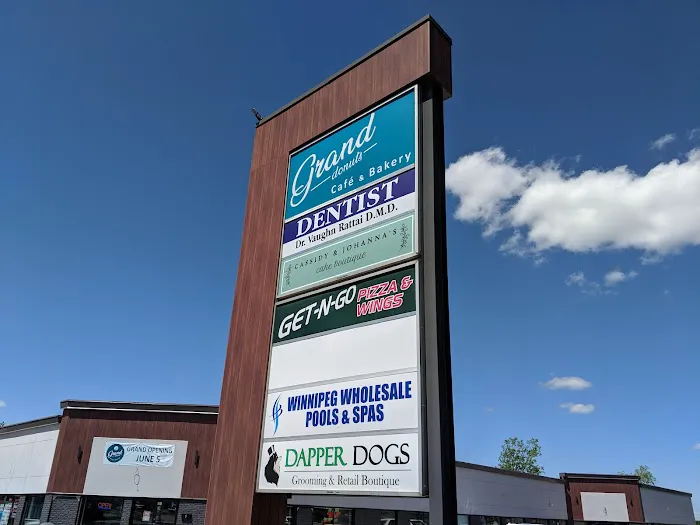 Grand
donuts
Café & Bakery
DENTIST
Dr. Vaughn Rattai D.M.D.
CASSIDY & JOHANNA'S
cake boutique
GET-N-GO PIZZA &
WINGS
WINNIPEG WHOLESALE
POOLS & SPAS
DAPPER DOGS
Grooming & Retail Boutique
GRAND OPENING
JUNE 5
OPEN